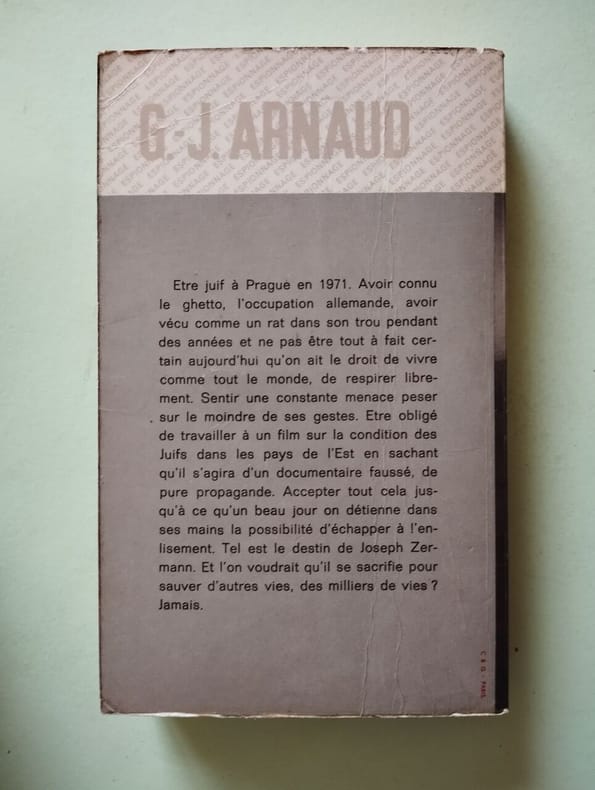 G.-J. ARNAUD
Etre juif à Prague en 1971. Avoir connu
le ghetto, l'occupation allemande, avoir
vécu comme un rat dans son trou pendant
des années et ne pas être tout à fait cer-
tain aujourd'hui qu'on ait le droit de vivre
comme tout le monde, de respirer libre-
ment. Sentir une constante menace peser
sur le moindre de ses gestes. Etre obligé
de travailler à un film sur la condition des
Juifs dans les pays de l'Est en sachant
qu'il s'agira d'un documentaire faussé, de
pure propagande. Accepter tout cela jus-
qu'à ce qu'un beau jour on détienne dans
ses mains la possibilité d'échapper à l'en-
lisement. Tel est le destin de Joseph Zer-
mann. Et l'on voudrait qu'il se sacrifie pour
sauver d'autres vies, des milliers de vies ?
Jamais.
C & G - PARIS